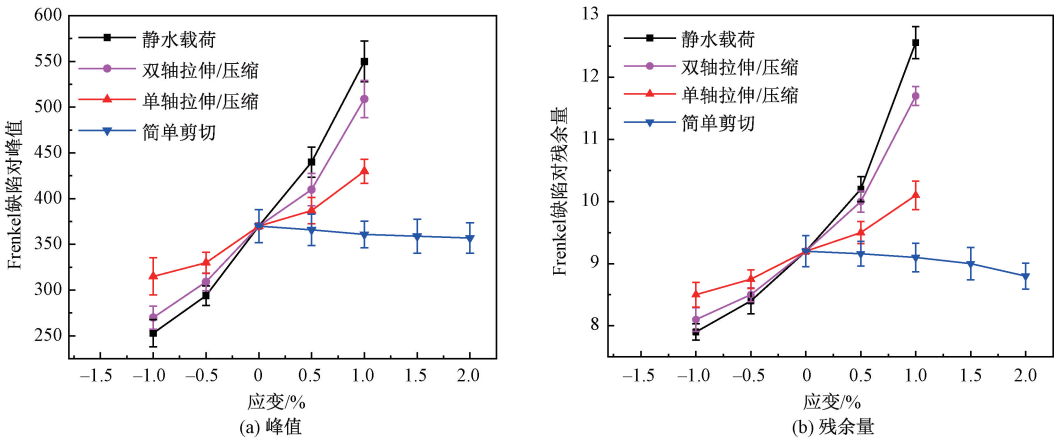 600
550
500
450
400
350
300
250
Frenkel缺陷对峰值
静水载荷
双轴拉伸/压缩
单轴拉伸/压缩
简单剪切
–1.5 –1.0 –0.5 0 0.5 1.0 1.5 2.0
应变/%
(a) 峰值
13
12
11
10
9
8
Frenkel缺陷对残余量
静水载荷
双轴拉伸/压缩
单轴拉伸/压缩
简单剪切
–1.5 –1.0 –0.5 0 0.5 1.0 1.5 2.0
应变/%
(b) 残余量